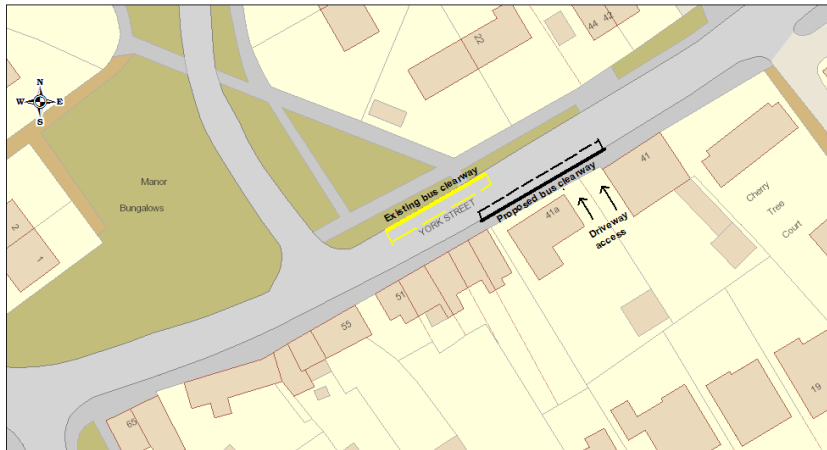 N
W E
S
22
44 42
Manor
Bungalows
Existing bus clearway
YORK STREET
Proposed bus clearway
41
41a
Driveway
access
Cherry
Tree
Court
2
1
51
55
65
19